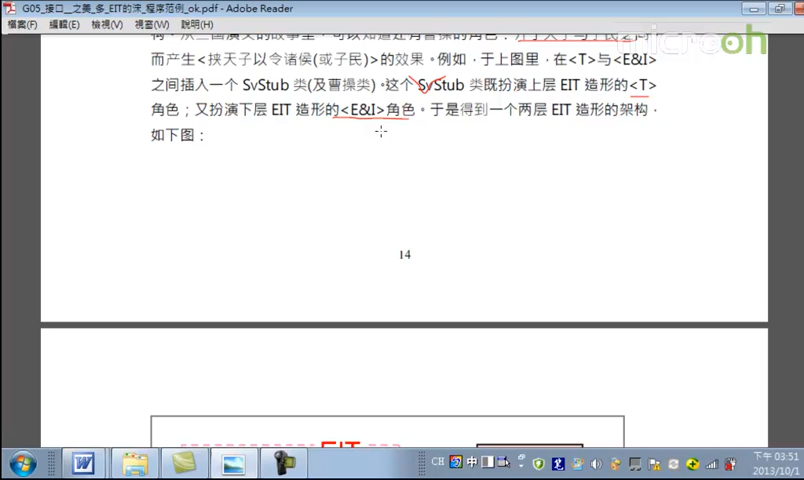 G05_接口__之美_多_EIT的深_程序范例_ok.pdf - Adobe Reader
檔案(F) 編輯(E) 檢視(V) 視窗(W) 說明(H)
microoh
而产生<挟天子以令诸侯(或子民)>的效果。例如，于上图里，在<T>与<E&I>
之间插入一个 SvStub 类(及曹操类)。这个 SvStub 类既扮演上层 EIT 造形的<T>
角色；又扮演下层 EIT 造形的<E&I>角色。于是得到一个两层 EIT 造形的架构，
如下图：
14
EIT
CH 中
下午 03:51
2013/10/1